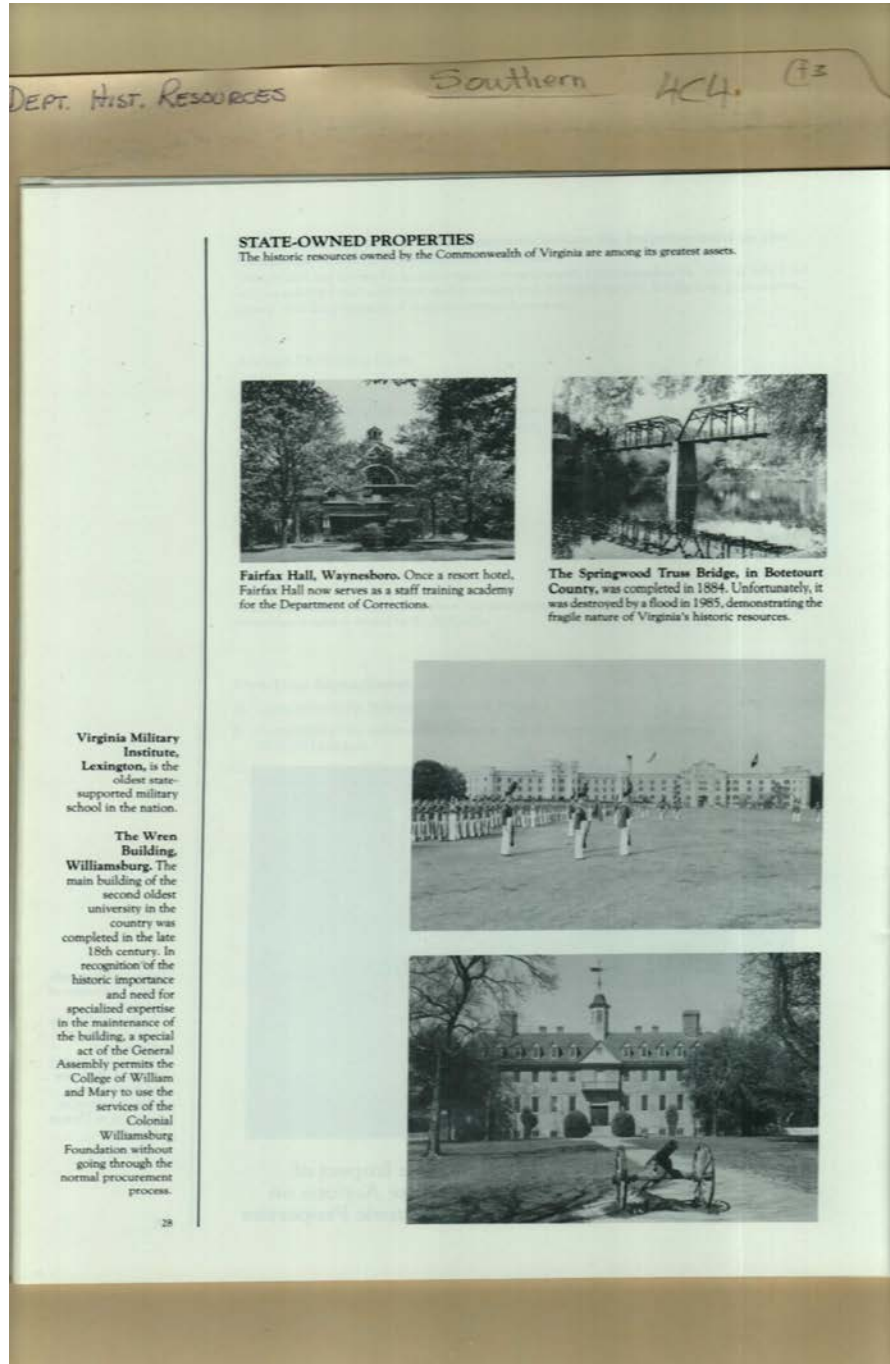 DEPT. HIST. RESOURCES
Southern
4C4.
STATE-OWNED PROPERTIES
The historic resources owned by the Commonwealth of Virginia are among its greatest assets.
Fairfax Hall, Waynesboro. Once a resort hotel,
Fairfax Hall now serves as a staff training academy
for the Department of Corrections.
The Springwood Truss Bridge, in Botetourt
County, was completed in 1884. Unfortunately, it
was destroyed by a flood in 1985, demonstrating the
fragile nature of Virginia's historic resources.
Virginia Military
Institute,
Lexington, is the
oldest state-
supported military
school in the nation.
The Wren
Building,
Williamsburg. The
main building of the
second oldest
university in the
country was
completed in the late
18th century. In
recognition of the
historic importance
and need for
specialized expertise
in the maintenance of
the building, a special
act of the General
Assembly permits the
College of William
and Mary to use the
services of the
Colonial
Williamsburg
Foundation without
going through the
normal procurement
process.
28